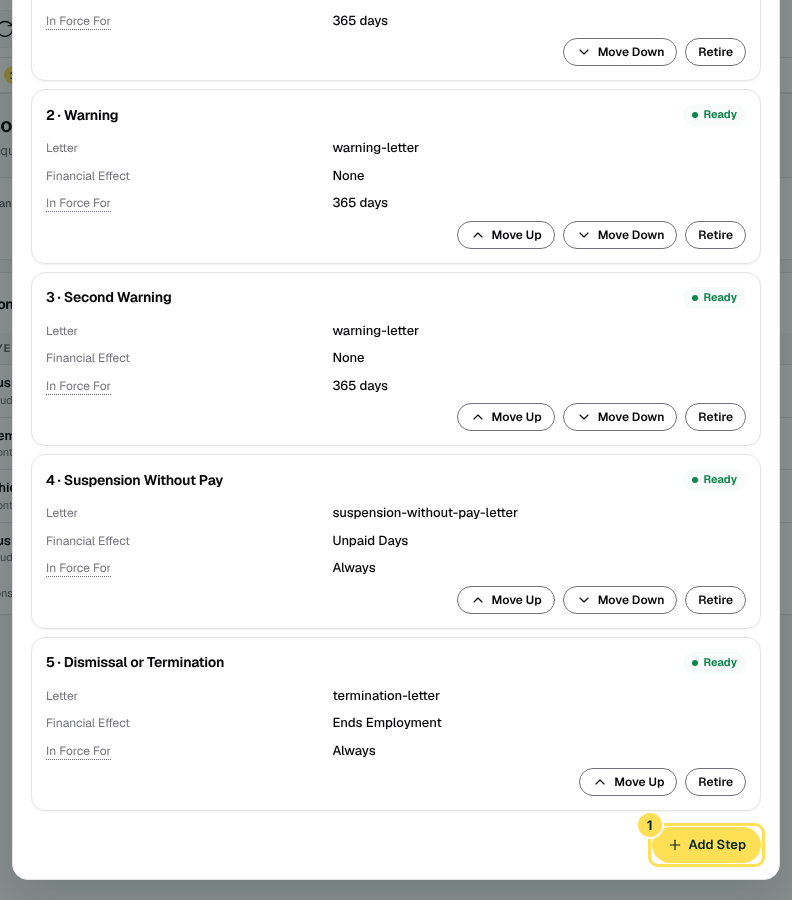 In Force For 365 days
Move Down Retire
2 · Warning Ready
Letter warning-letter
Financial Effect None
In Force For 365 days
Move Up Move Down Retire
3 · Second Warning Ready
Letter warning-letter
Financial Effect None
In Force For 365 days
Move Up Move Down Retire
4 · Suspension Without Pay Ready
Letter suspension-without-pay-letter
Financial Effect Unpaid Days
In Force For Always
Move Up Move Down Retire
5 · Dismissal or Termination Ready
Letter termination-letter
Financial Effect Ends Employment
In Force For Always
Move Up Retire
1
+ Add Step